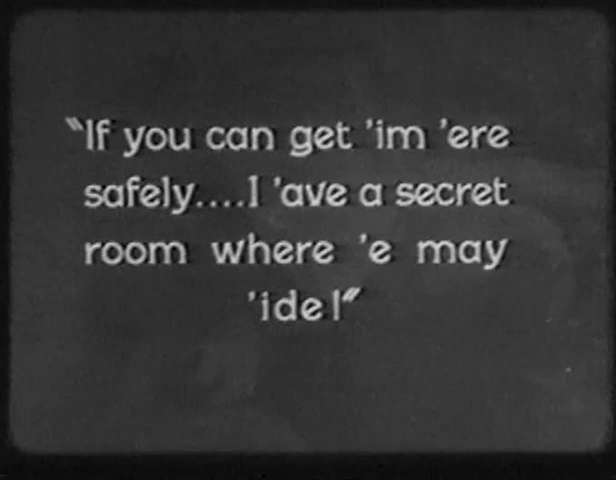 "If you can get 'im 'ere
safely....I 'ave a secret
room where 'e may
'ide!"